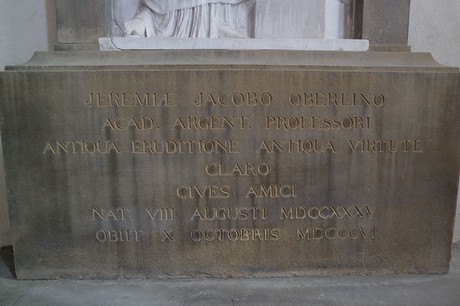 JEREMIÆ JACOBO OBERLINO
ACAD. ARGENT. PROFESSORI
ANTIQUA ERUDITIONE ANTIQUA VIRTUTE
CLARO
CIVES AMICI
NAT. VIII AUGUSTI MDCCXXXV
OBIIT X OCTOBRIS MDCCCVI